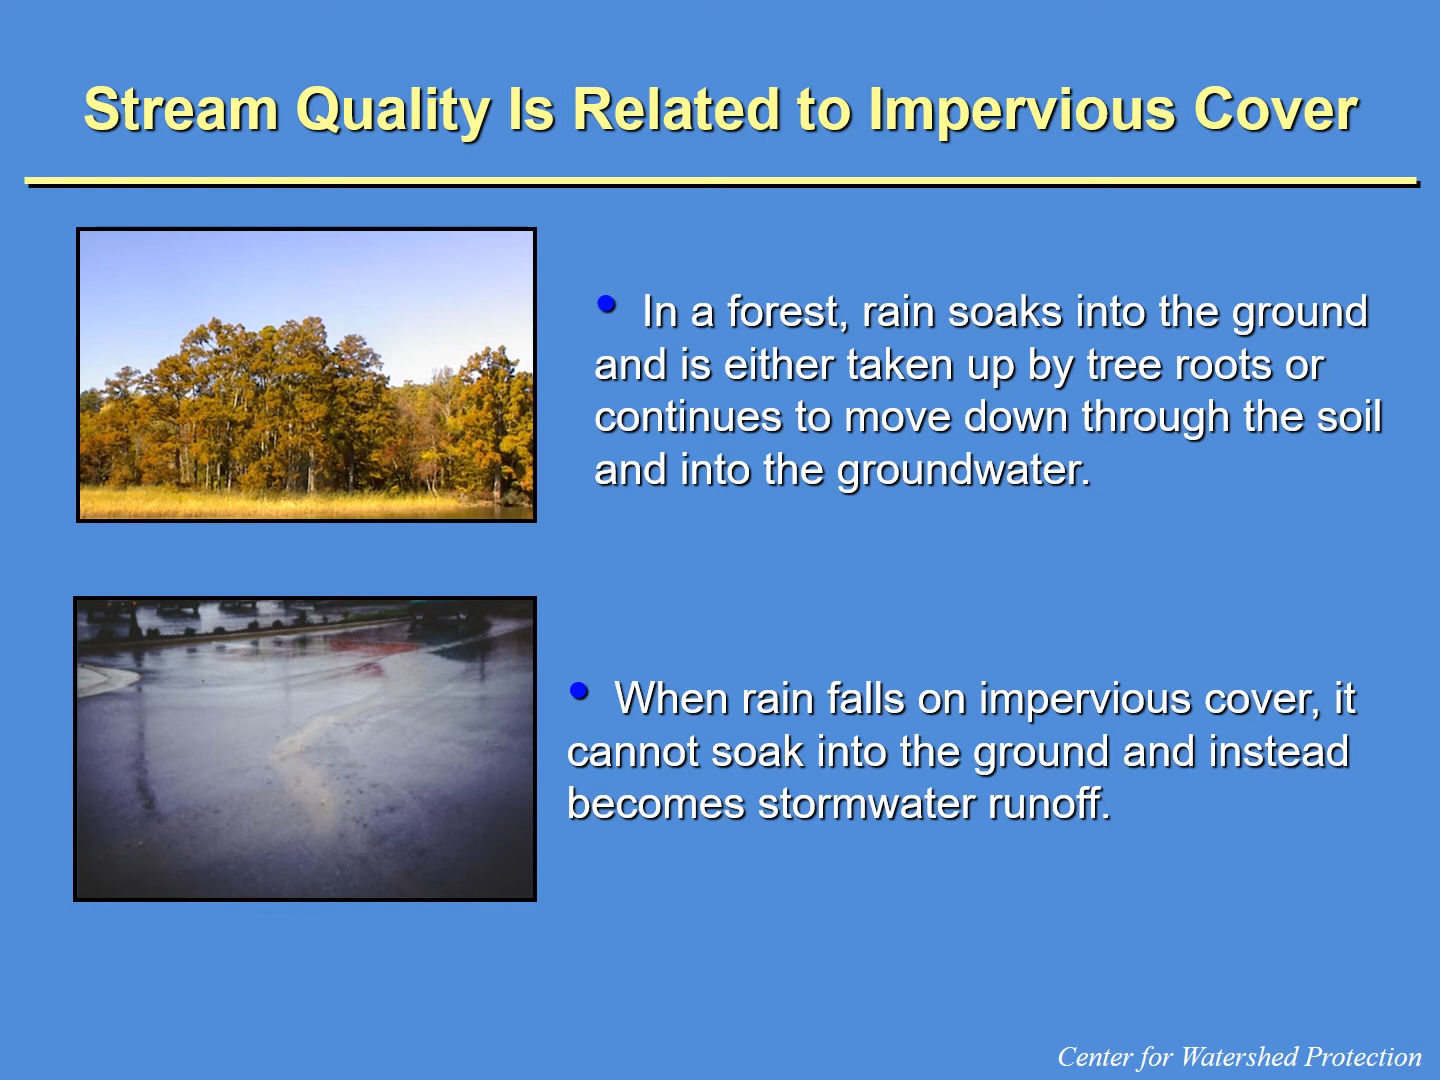 Stream Quality Is Related to Impervious Cover
• In a forest, rain soaks into the ground
and is either taken up by tree roots or
continues to move down through the soil
and into the groundwater.
• When rain falls on impervious cover, it
cannot soak into the ground and instead
becomes stormwater runoff.
Center for Watershed Protection